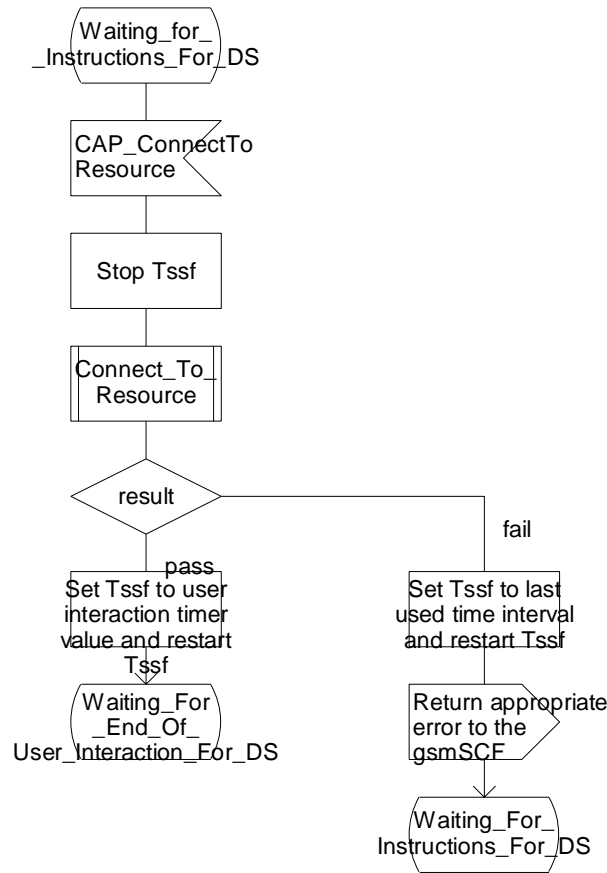 Waiting_for_
_Instructions_For_DS
CAP_ConnectTo
Resource
Stop Tssf
Connect_To_
Resource
result
pass
fail
Set Tssf to user
interaction timer
value and restart
Tssf
Set Tssf to last
used time interval
and restart Tssf
Waiting_For
_End_Of_
User_Interaction_For_DS
Return appropriate
error to the
gsmSCF
Waiting_For_
Instructions_For_DS